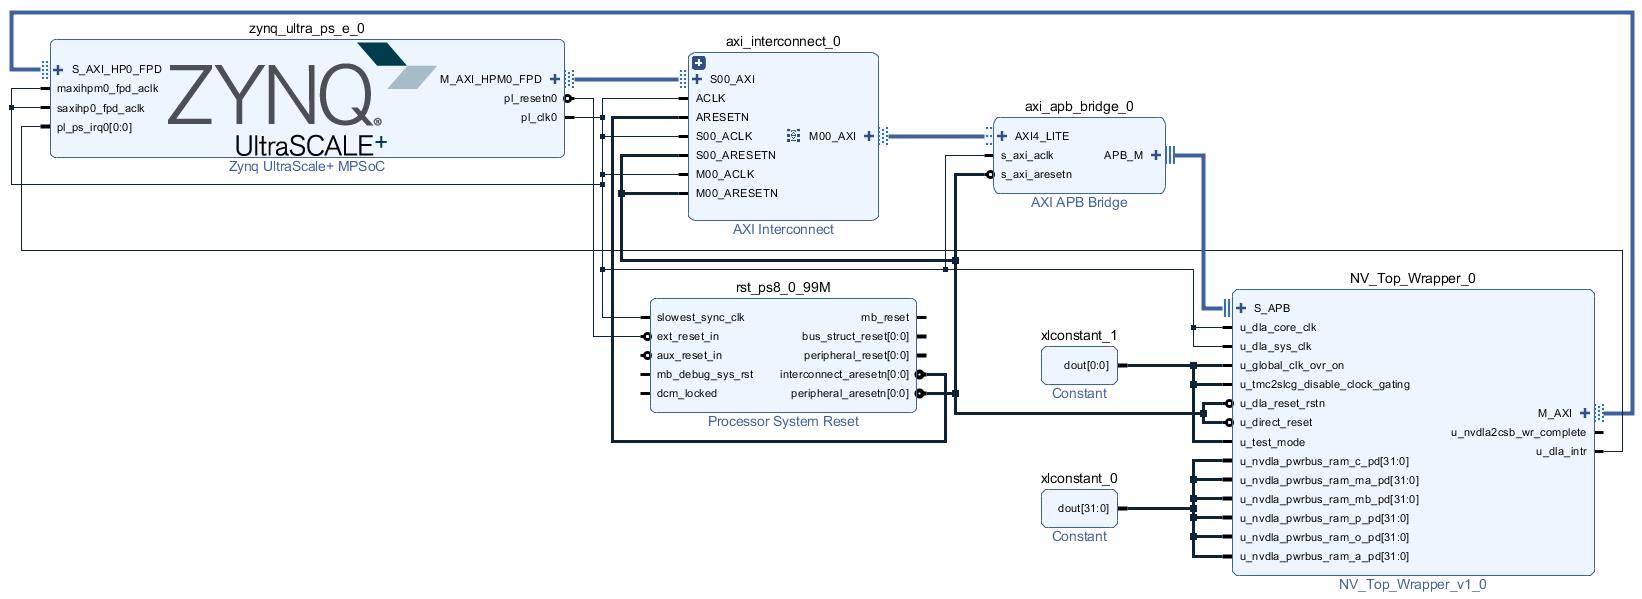 zynq_ultra_ps_e_0
S_AXI_HP0_FPD
maxihpm0_fpd_aclk
saxihp0_fpd_aclk
pl_ps_irq0[0:0]
ZYNQ®
UltraSCALE+
M_AXI_HPM0_FPD
pl_resetn0
pl_clk0
Zynq UltraScale+ MPSoC
axi_interconnect_0
S00_AXI
ACLK
ARESETN
S00_ACLK
S00_ARESETN
M00_ACLK
M00_ARESETN
M00_AXI
AXI Interconnect
axi_apb_bridge_0
AXI4_LITE
s_axi_aclk
s_axi_aresetn
APB_M
AXI APB Bridge
rst_ps8_0_99M
slowest_sync_clk
ext_reset_in
aux_reset_in
mb_debug_sys_rst
dcm_locked
mb_reset
bus_struct_reset[0:0]
peripheral_reset[0:0]
interconnect_aresetn[0:0]
peripheral_aresetn[0:0]
Processor System Reset
xlconstant_1
dout[0:0]
Constant
xlconstant_0
dout[31:0]
Constant
NV_Top_Wrapper_0
S_APB
u_dla_core_clk
u_dla_sys_clk
u_global_clk_ovr_on
u_tmc2slcg_disable_clock_gating
u_dla_reset_rstn
u_direct_reset
u_test_mode
u_nvdla_pwrbus_ram_c_pd[31:0]
u_nvdla_pwrbus_ram_ma_pd[31:0]
u_nvdla_pwrbus_ram_mb_pd[31:0]
u_nvdla_pwrbus_ram_p_pd[31:0]
u_nvdla_pwrbus_ram_o_pd[31:0]
u_nvdla_pwrbus_ram_a_pd[31:0]
M_AXI
u_nvdla2csb_wr_complete
u_dla_intr
NV_Top_Wrapper_v1_0